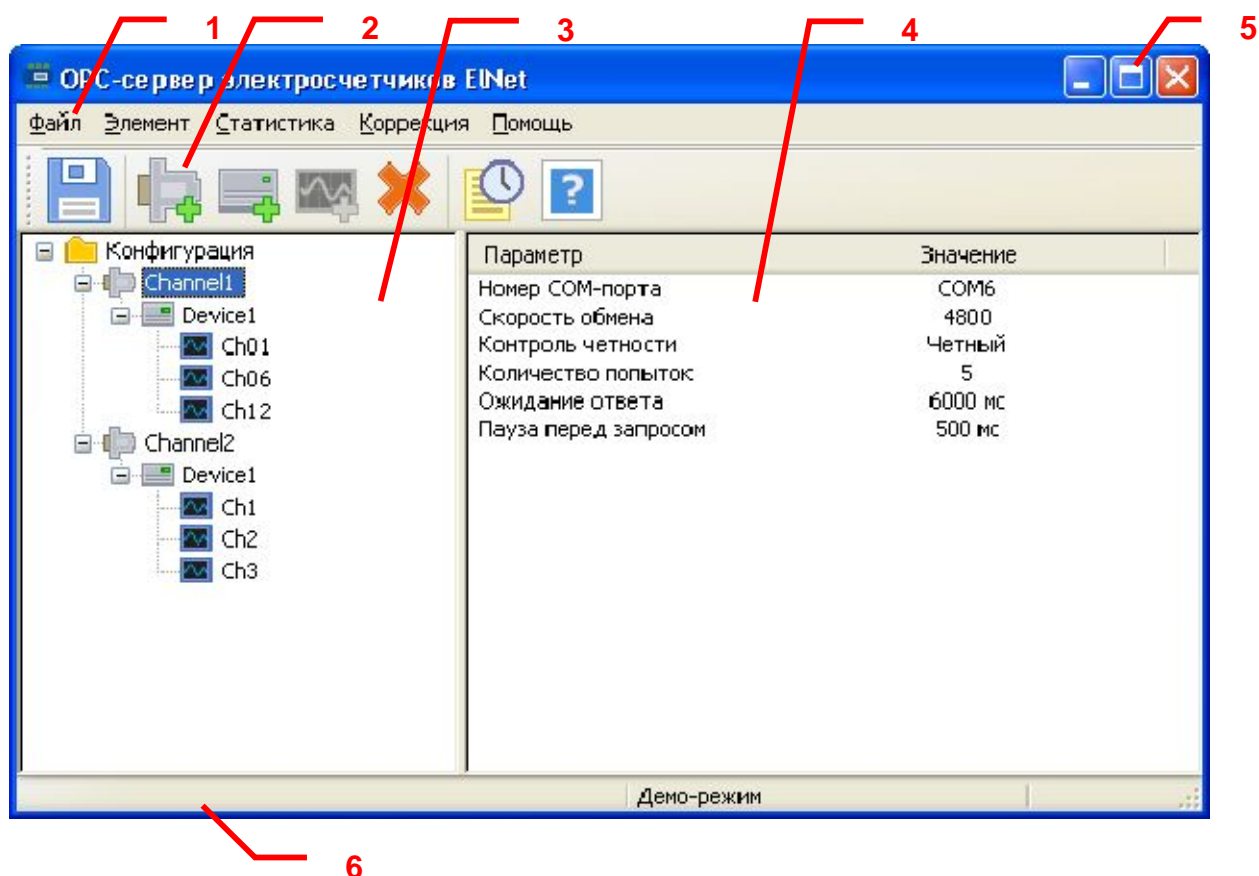 1 2 3 4 5
OPC-сервер электросчетчиков ElNet
Файл Элемент Статистика Коррекция Помощь
Конфигурация
Channel1
Device1
Ch01
Ch06
Ch12
Channel2
Device1
Ch1
Ch2
Ch3
Параметр Значение
Номер COM-порта COM6
Скорость обмена 4800
Контроль четности Четный
Количество попыток 5
Ожидание ответа 6000 мс
Пауза перед запросом 500 мс
Демо-режим
6